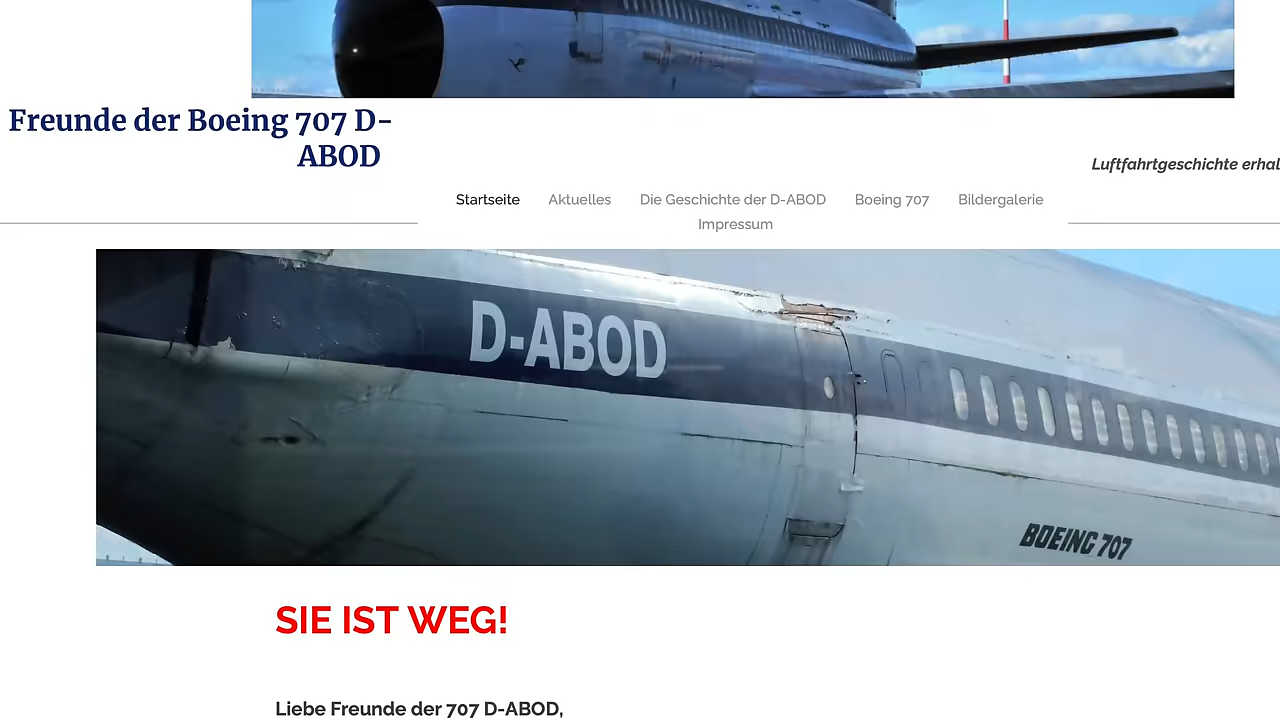 Freunde der Boeing 707 D-
ABOD
Luftfahrtgeschichte erhal
Startseite Aktuelles Die Geschichte der D-ABOD Boeing 707 Bildergalerie
Impressum
D-ABOD
BOEING 707
SIE IST WEG!
Liebe Freunde der 707 D-ABOD,